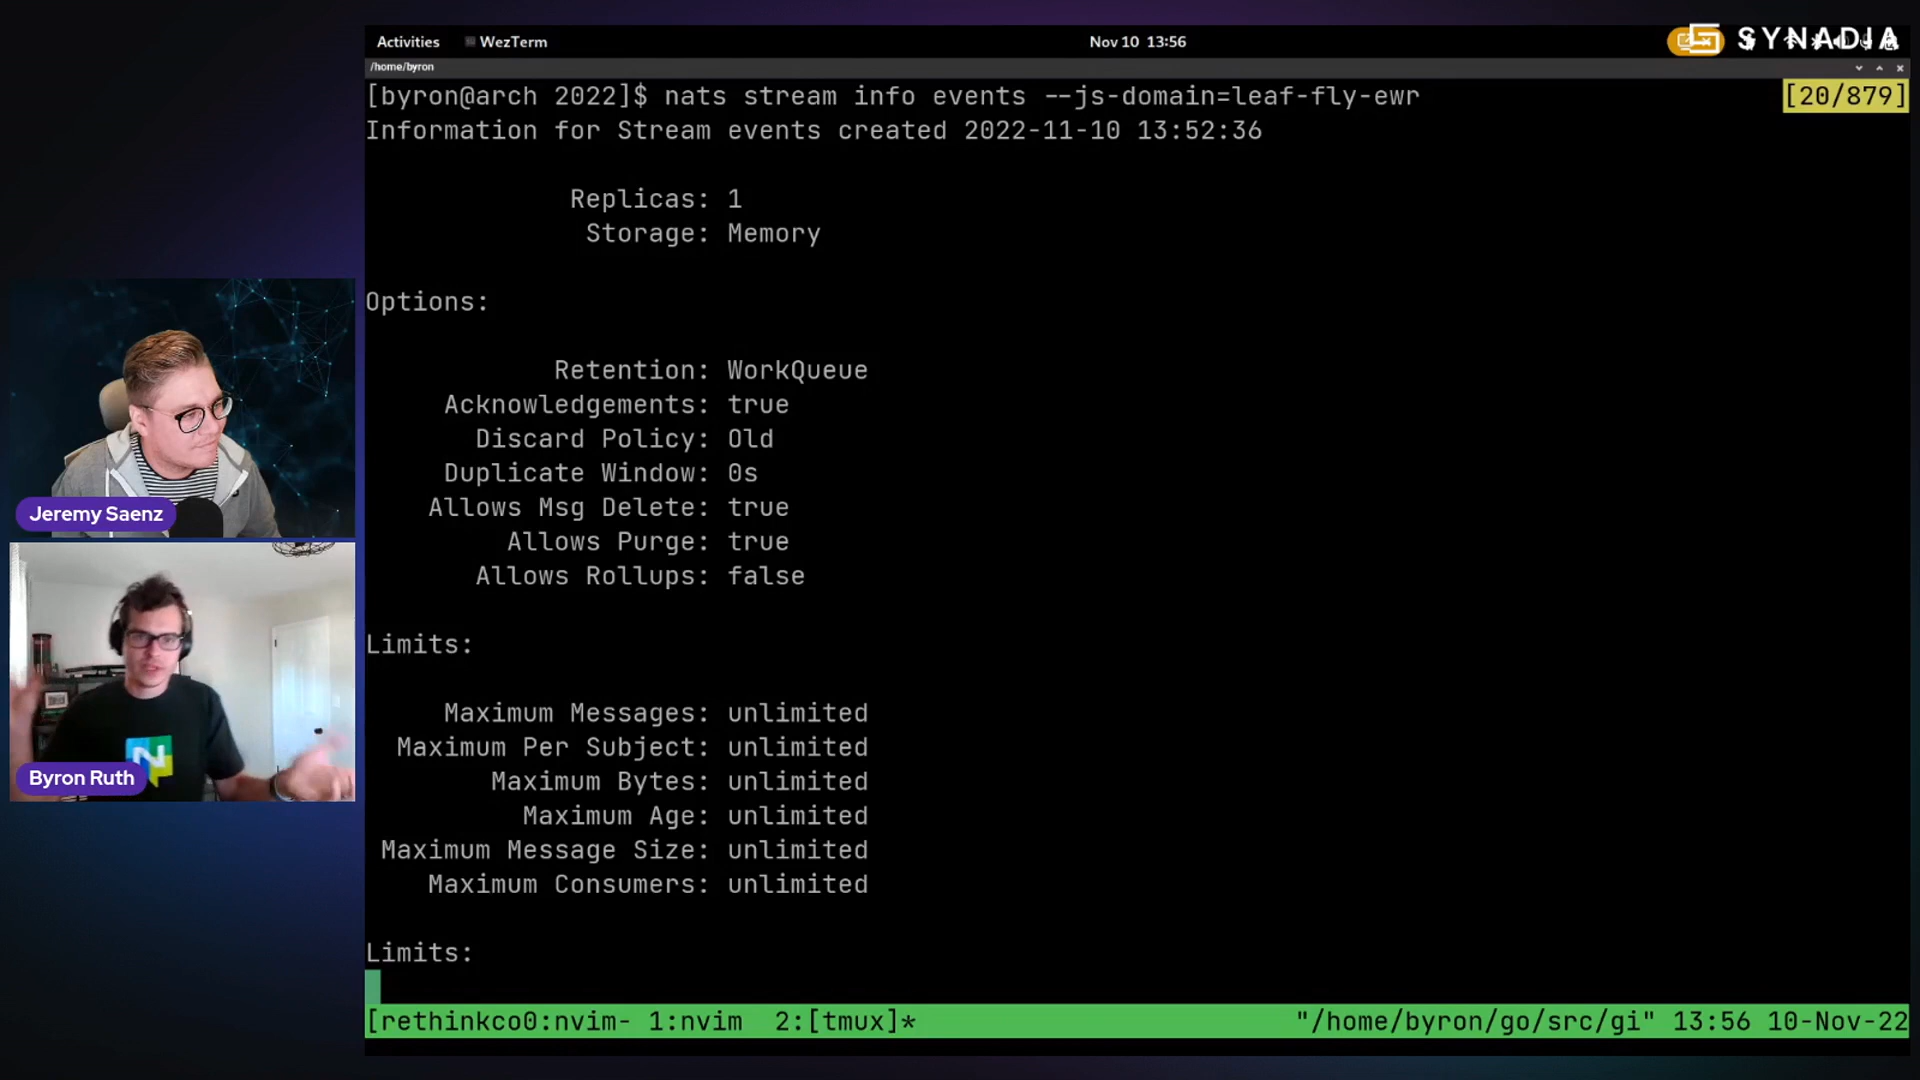 Activities WezTerm Nov 10 13:56
SYNADIA
/home/byron
[byron@arch 2022]$ nats stream info events --js-domain=leaf-fly-ewr [20/879]
Information for Stream events created 2022-11-10 13:52:36
Replicas: 1
Storage: Memory
Options:
Retention: WorkQueue
Acknowledgements: true
Discard Policy: Old
Duplicate Window: 0s
Allows Msg Delete: true
Allows Purge: true
Allows Rollups: false
Limits:
Maximum Messages: unlimited
Maximum Per Subject: unlimited
Maximum Bytes: unlimited
Maximum Age: unlimited
Maximum Message Size: unlimited
Maximum Consumers: unlimited
Limits:
[rethinkco0:nvim- 1:nvim 2:[tmux]* "/home/byron/go/src/gi" 13:56 10-Nov-22
Jeremy Saenz
N
Byron Ruth